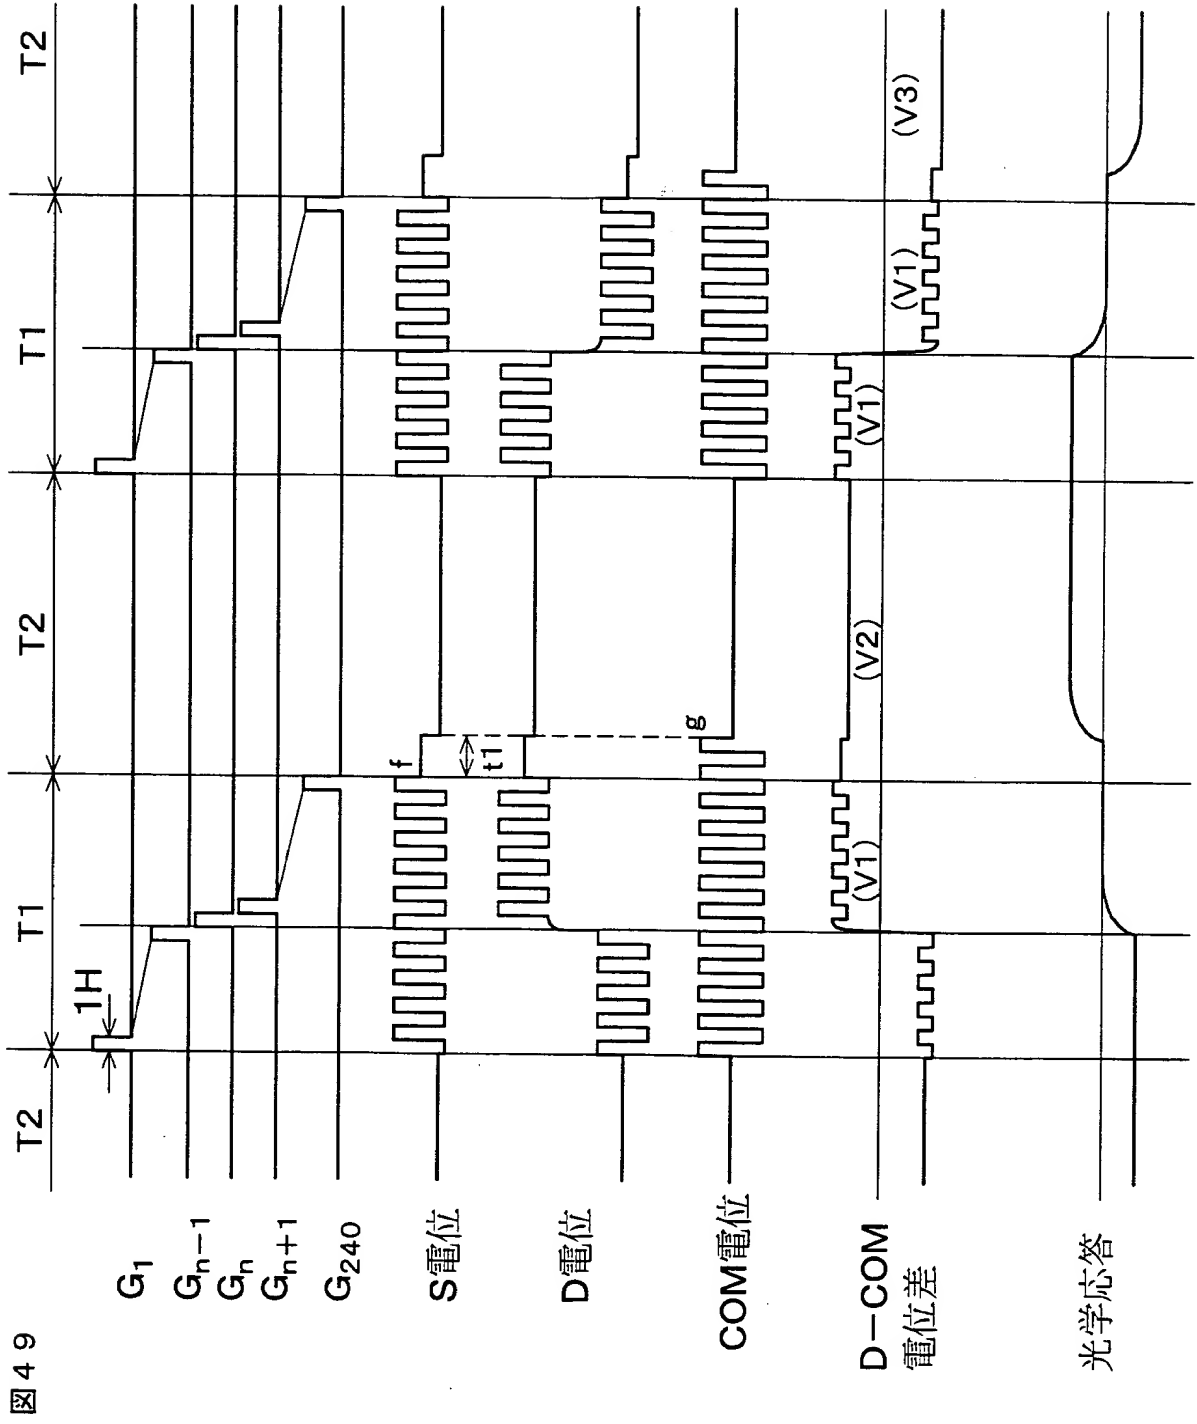 図49
T2
T1
T2
T1
T2
1H
G1
Gn−1
Gn
Gn+1
G240
S電位
f
t1
D電位
COM電位
g
D−COM
電位差
(V1)
(V2)
(V1)
(V1)
(V3)
光学応答